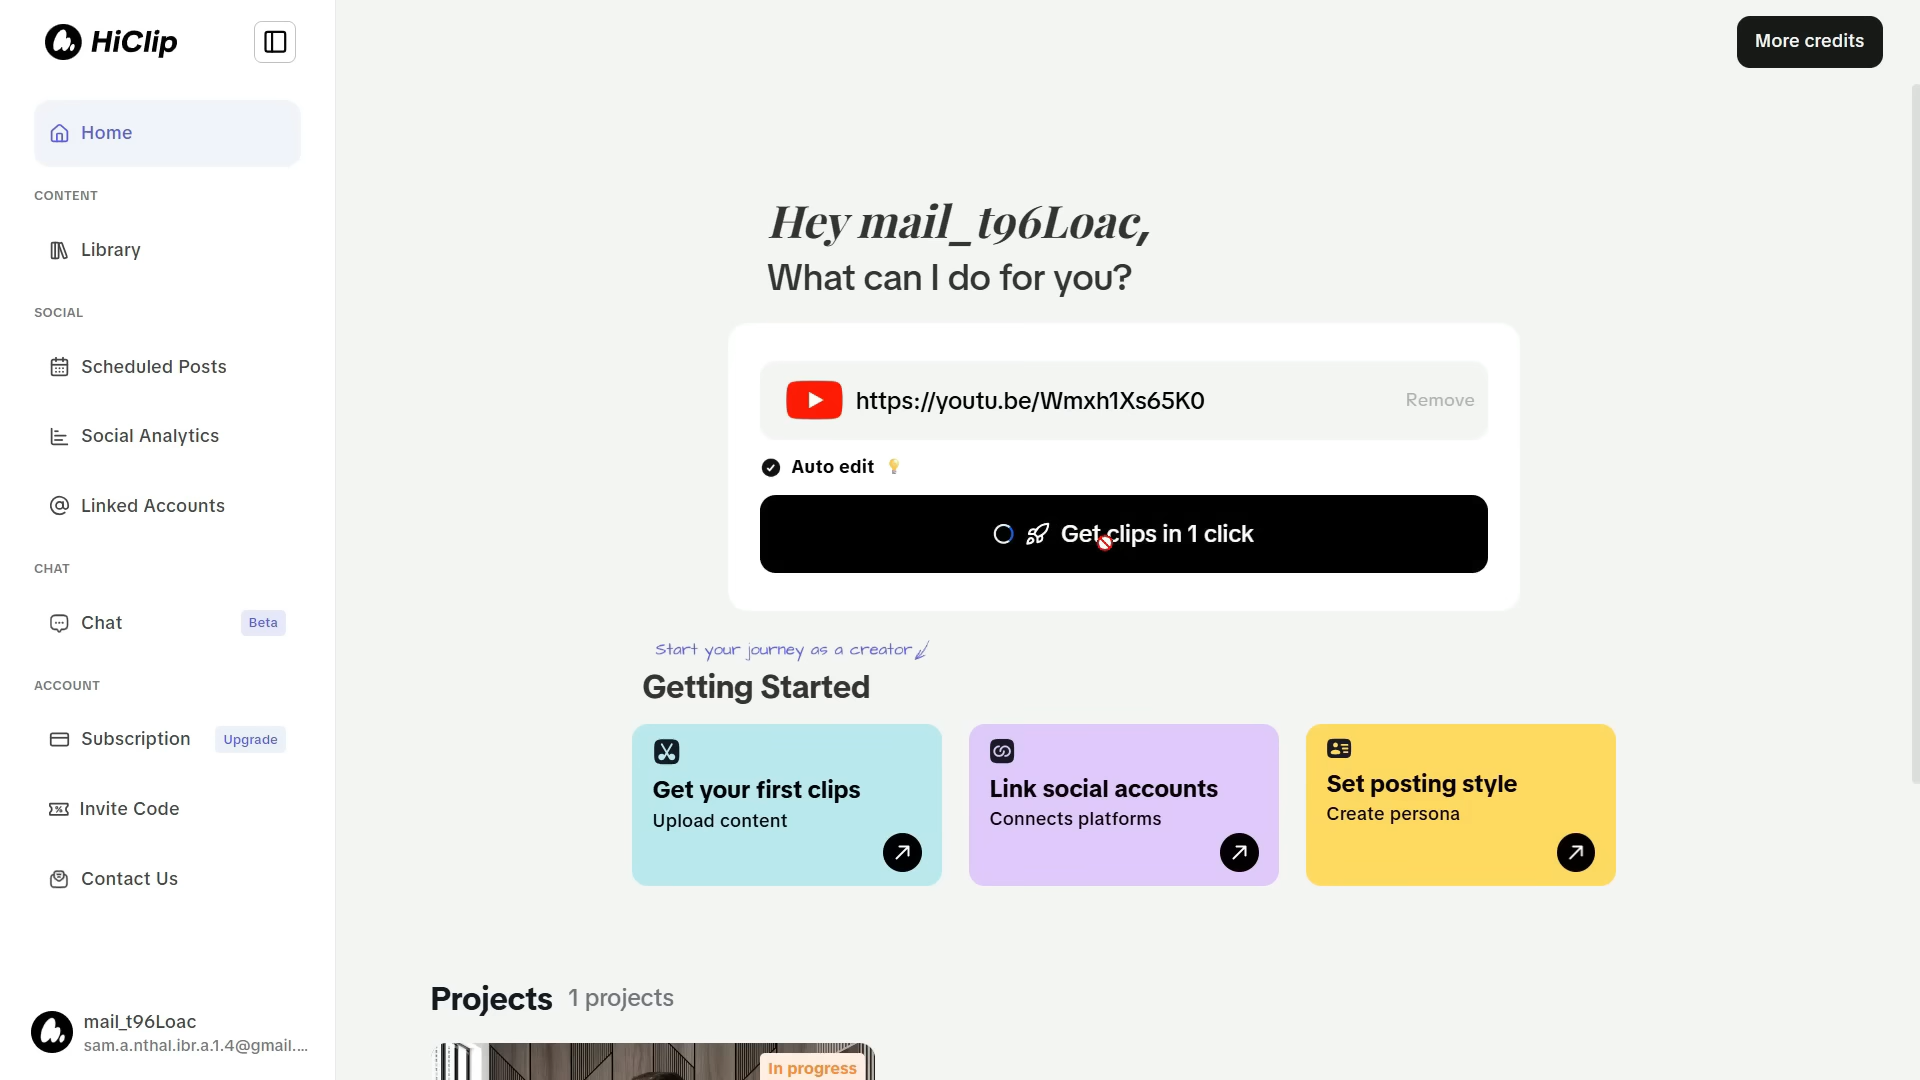 HiClip
More credits
Home
CONTENT
Library
SOCIAL
Scheduled Posts
Social Analytics
Linked Accounts
CHAT
Chat
Beta
ACCOUNT
Subscription
Upgrade
Invite Code
Contact Us
mail_t96Loac
sam.a.nthal.ibr.a.1.4@gmail....
Hey mail_t96Loac,
What can I do for you?
https://youtu.be/Wmxh1Xs65K0
Remove
Auto edit
Get clips in 1 click
Start your journey as a creator
Getting Started
Get your first clips
Upload content
Link social accounts
Connects platforms
Set posting style
Create persona
Projects 1 projects
In progress